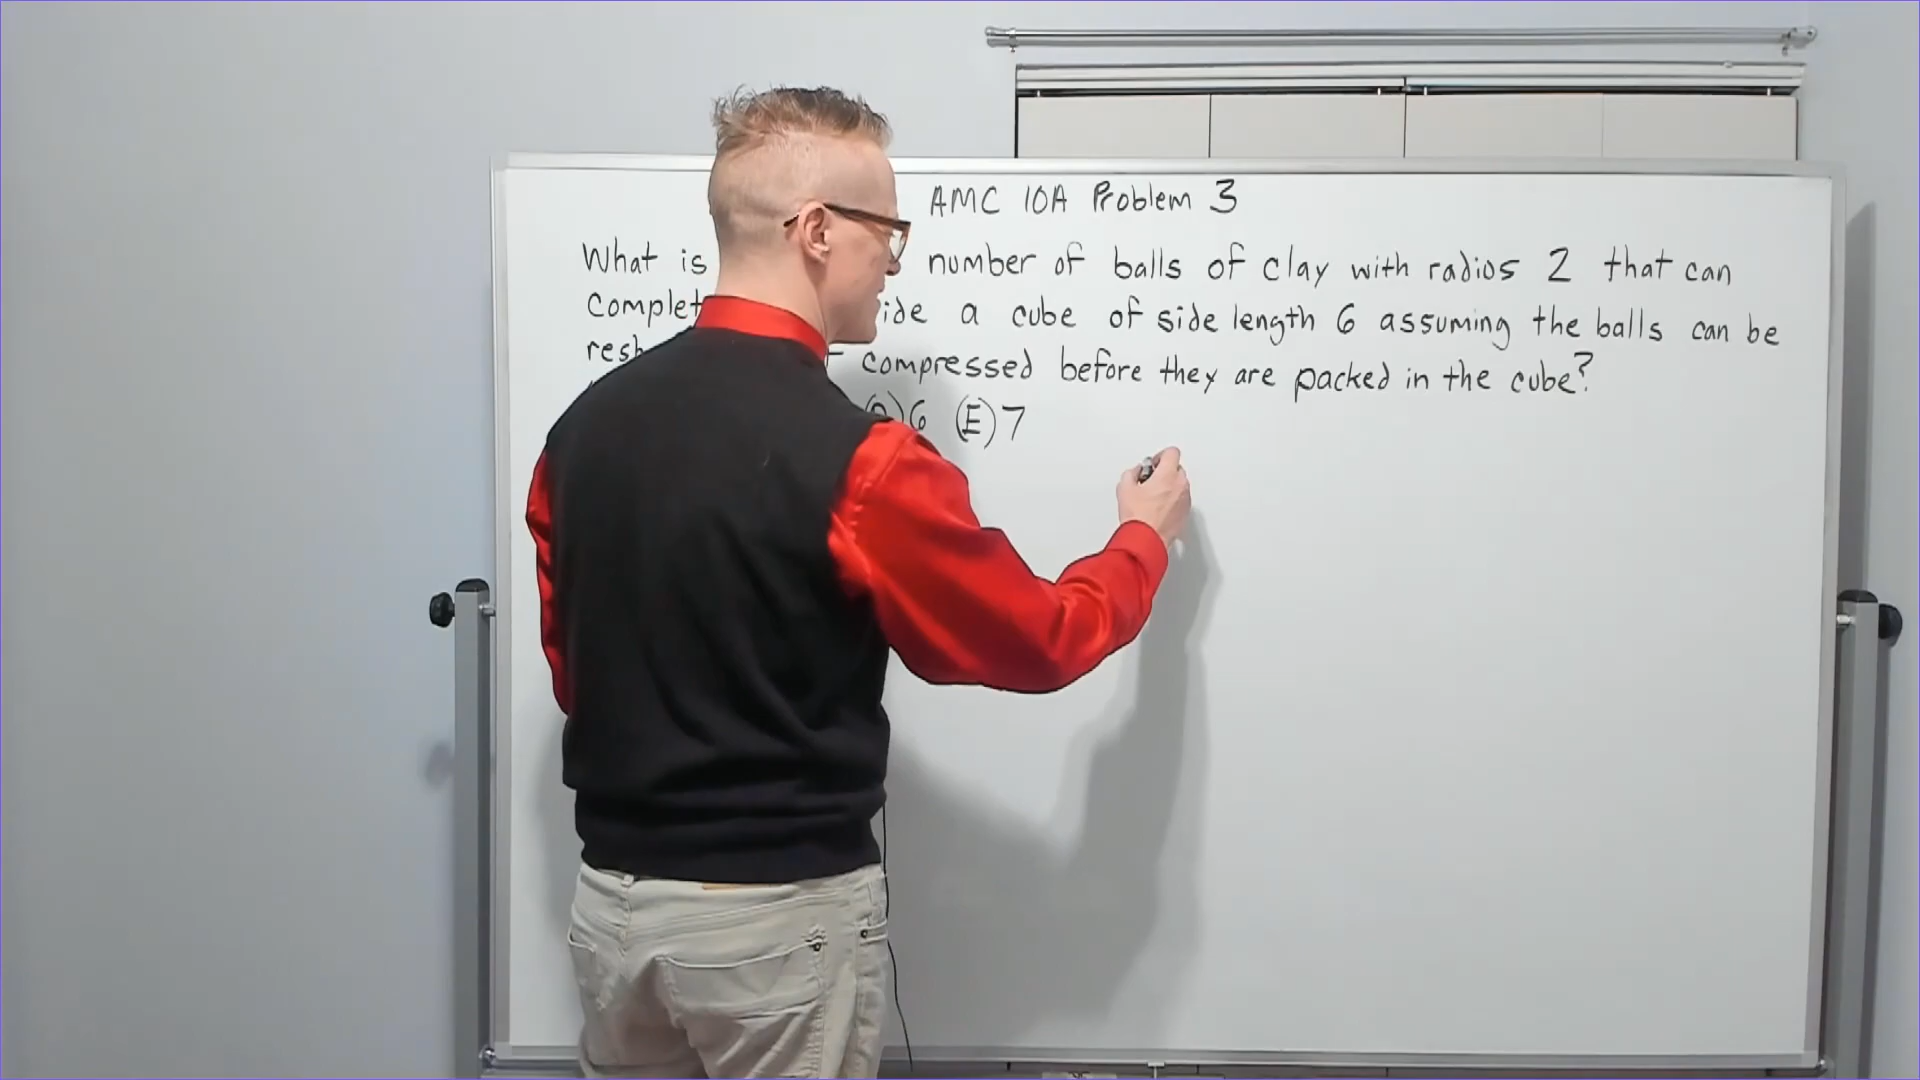 AMC 10A Problem 3
What is number of balls of clay with radios 2 that can
complet ide a cube of side length 6 assuming the balls can be
resh compressed before they are packed in the cube?
6 (E) 7